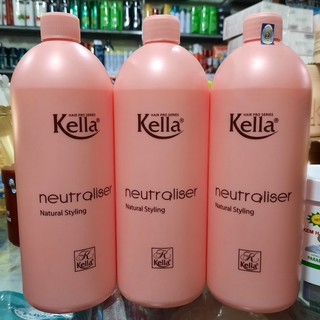 HAIR PRO SERIES
Kella®
neutraliser
Natural Styling
K
Kella
HAIR PRO SERIES
Kella®
neutraliser
Natural Styling
K
Kella
HAIR PRO SERIES
Kella®
neutraliser
Natural Styling
K
Kella